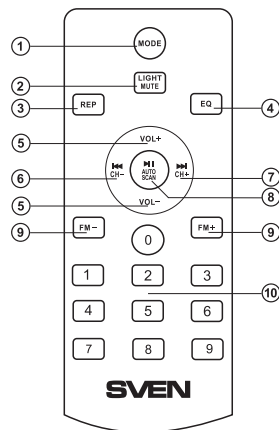 ① MODE
② LIGHT MUTE
③ REP
EQ ④
⑤ VOL+
⑥ ⏮ CH−
⏯ AUTO SCAN
⏭ CH+ ⑦
⑧
⑤ VOL−
⑨ FM−
FM+ ⑨
0
1 2 3
⑩
4 5 6
7 8 9
SVEN